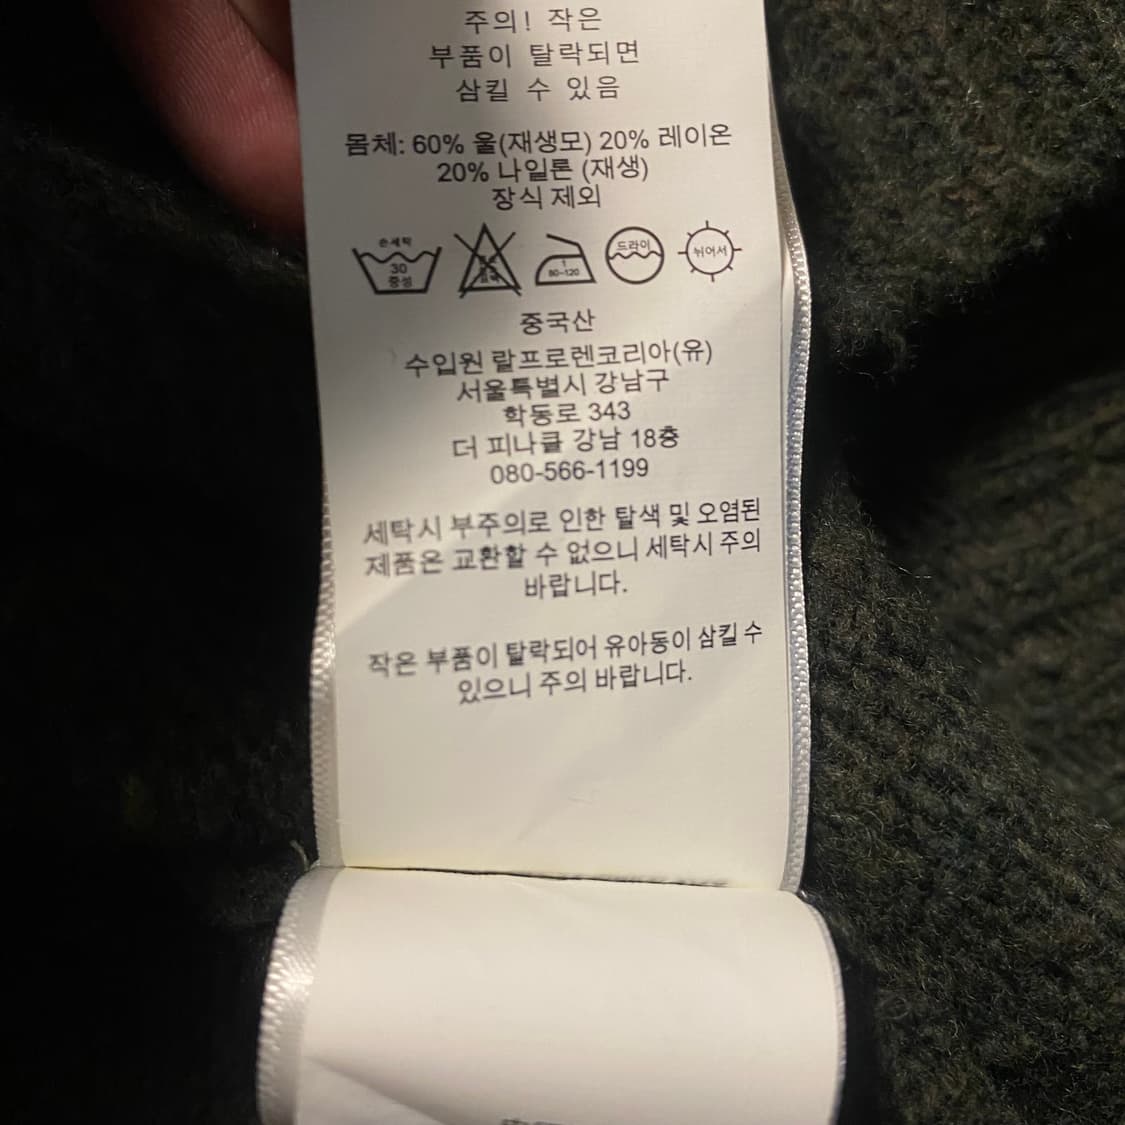 주의! 작은
부품이 탈락되면
삼킬 수 있음
몸체: 60% 울(재생모) 20% 레이온
20% 나일론 (재생)
장식 제외
손세탁
30
중성
1
80~120
드라이
뉘어서
중국산
수입원 랄프로렌코리아(유)
서울특별시 강남구
학동로 343
더 피나클 강남 18층
080-566-1199
세탁시 부주의로 인한 탈색 및 오염된
제품은 교환할 수 없으니 세탁시 주의
바랍니다.
작은 부품이 탈락되어 유아동이 삼킬 수
있으니 주의 바랍니다.